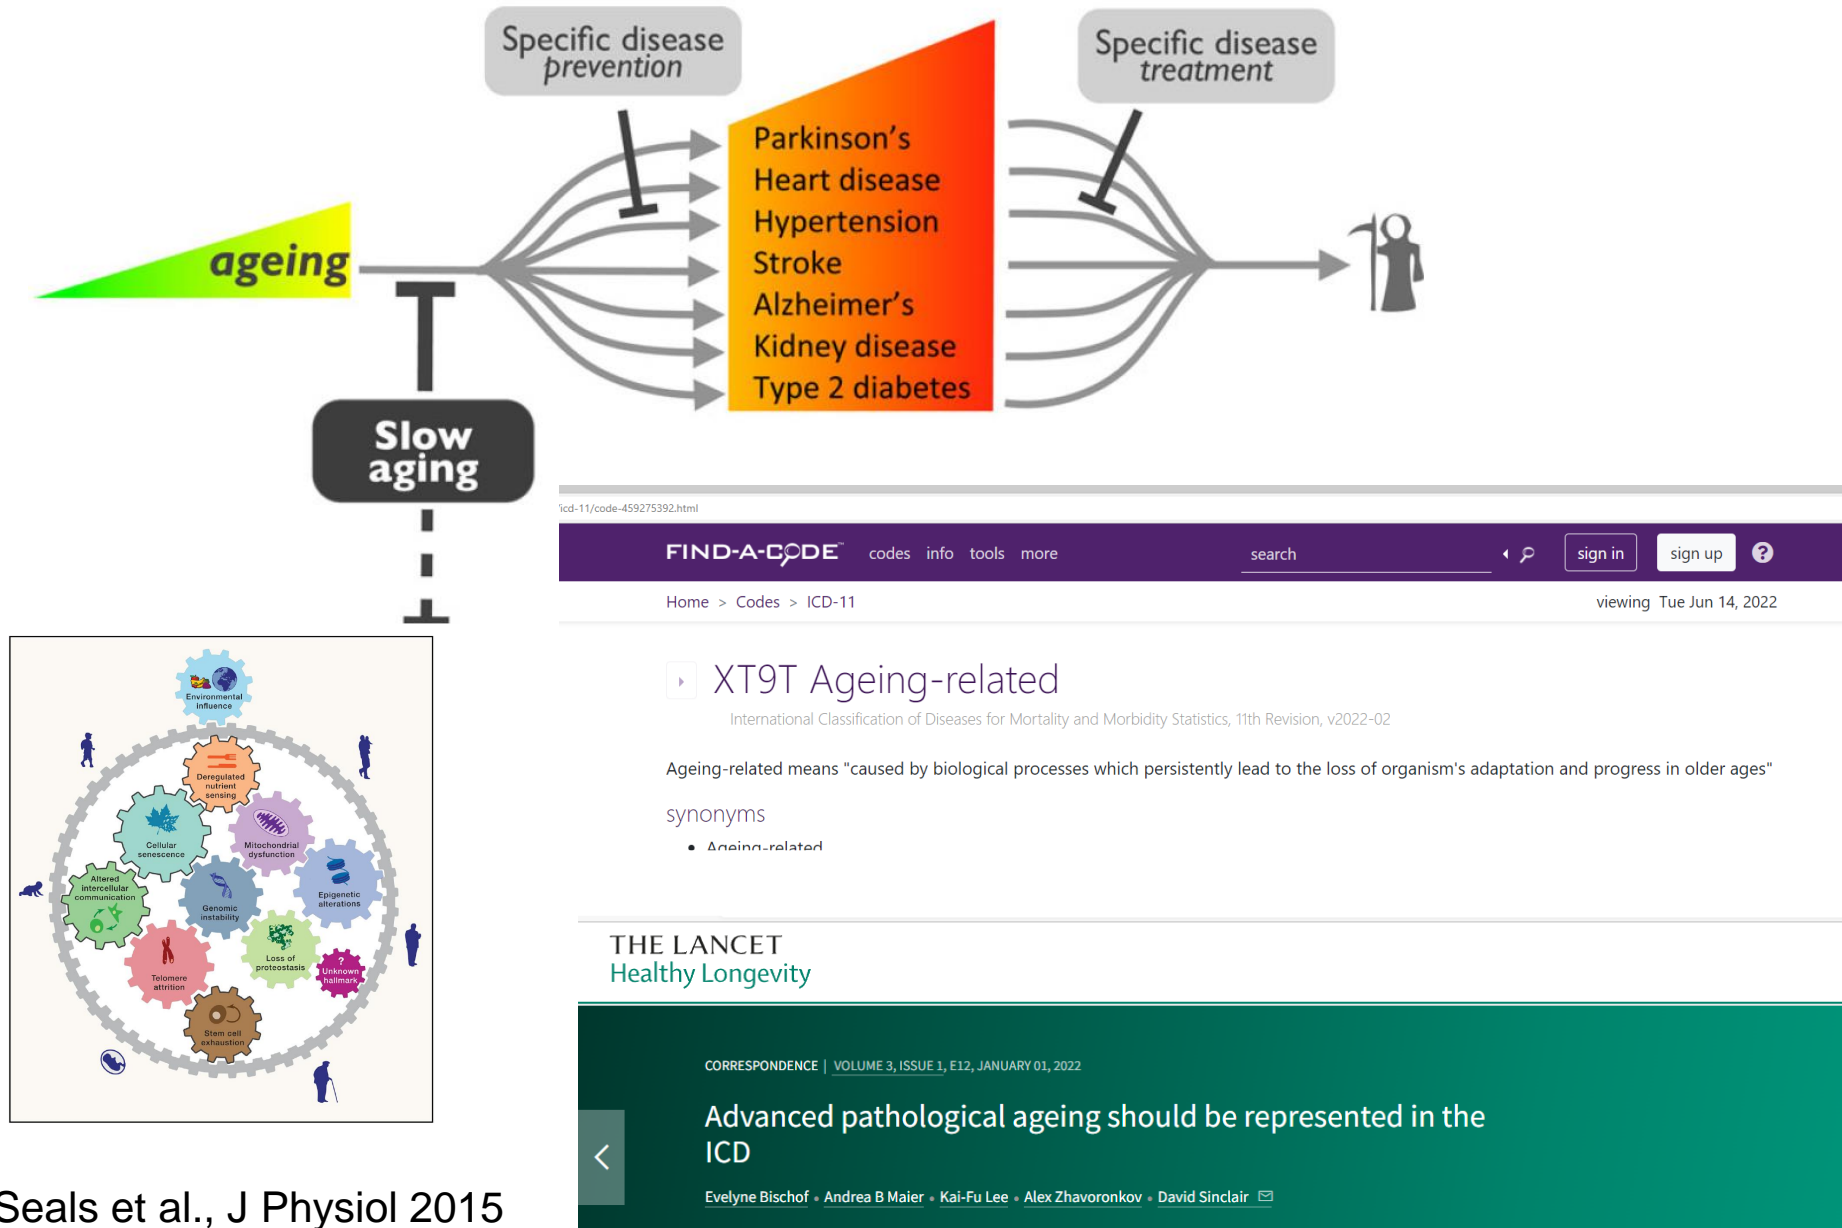 Specific disease
prevention
Specific disease
treatment
Parkinson's
Heart disease
Hypertension
Stroke
Alzheimer's
Kidney disease
Type 2 diabetes
ageing
Slow
aging
icd-11/code-459275392.html
FIND-A-CODE™ codes info tools more search sign in sign up ?
Home > Codes > ICD-11 viewing Tue Jun 14, 2022
XT9T Ageing-related
International Classification of Diseases for Mortality and Morbidity Statistics, 11th Revision, v2022-02
Ageing-related means "caused by biological processes which persistently lead to the loss of organism's adaptation and progress in older ages"
synonyms
• Ageing-related
Environmental
influence
Deregulated
nutrient
sensing
Cellular
senescence
Mitochondrial
dysfunction
Altered
intercellular
communication
Genomic
instability
Epigenetic
alterations
Telomere
attrition
Loss of
proteostasis
?
Unknown
hallmark
Stem cell
exhaustion
THE LANCET
Healthy Longevity
CORRESPONDENCE | VOLUME 3, ISSUE 1, E12, JANUARY 01, 2022
Advanced pathological ageing should be represented in the
ICD
Evelyne Bischof • Andrea B Maier • Kai-Fu Lee • Alex Zhavoronkov • David Sinclair
Seals et al., J Physiol 2015